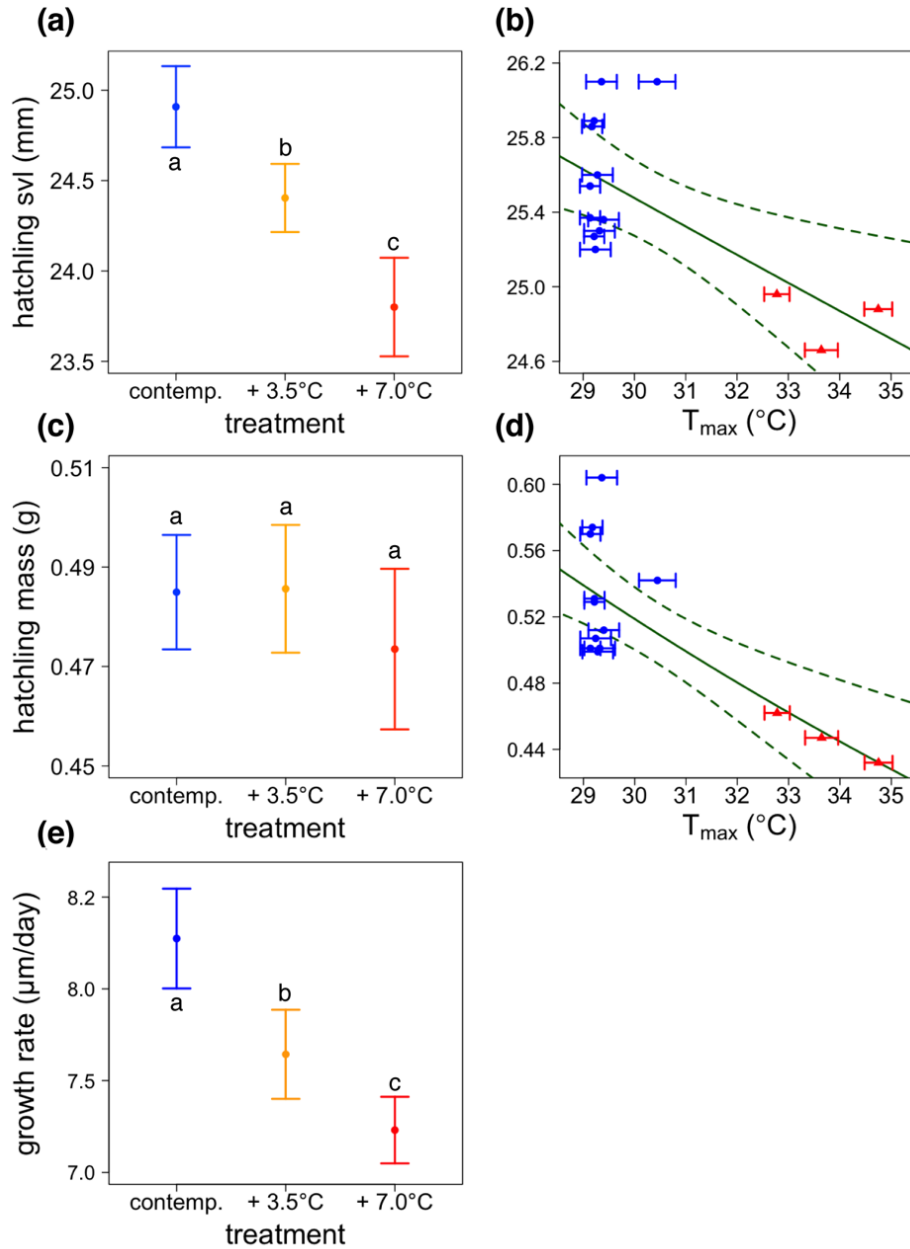 (a)
hatchling svl (mm)
25.0
24.5
24.0
23.5
a
b
c
contemp. + 3.5°C + 7.0°C
treatment
(b)
26.2
25.8
25.4
25.0
24.6
29 30 31 32 33 34 35
Tmax (°C)
(c)
hatchling mass (g)
0.51
0.49
0.47
0.45
a
a
a
contemp. + 3.5°C + 7.0°C
treatment
(d)
0.60
0.56
0.52
0.48
0.44
29 30 31 32 33 34 35
Tmax (°C)
(e)
growth rate (μm/day)
8.2
8.0
7.5
7.0
a
b
c
contemp. + 3.5°C + 7.0°C
treatment